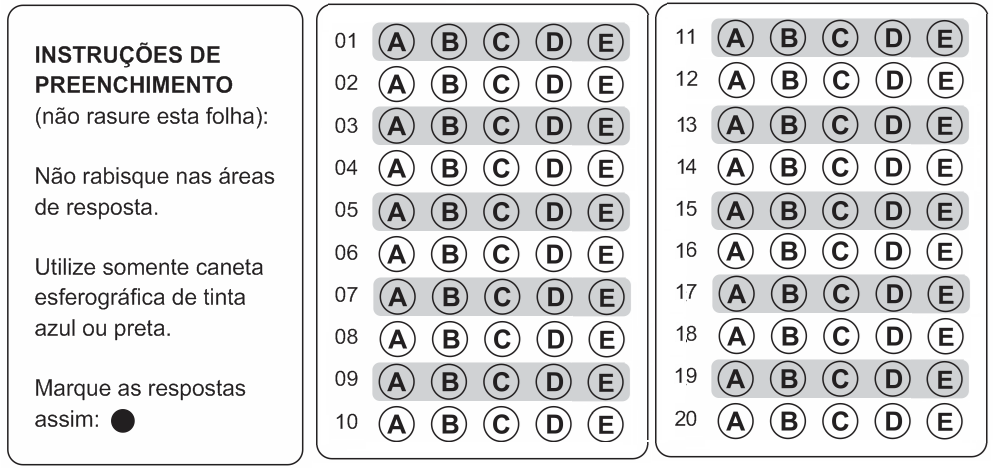 INSTRUÇÕES DE
PREENCHIMENTO
(não rasure esta folha):
Não rabisque nas áreas
de resposta.
Utilize somente caneta
esferográfica de tinta
azul ou preta.
Marque as respostas
assim:
01 A B C D E
02 A B C D E
03 A B C D E
04 A B C D E
05 A B C D E
06 A B C D E
07 A B C D E
08 A B C D E
09 A B C D E
10 A B C D E
11 A B C D E
12 A B C D E
13 A B C D E
14 A B C D E
15 A B C D E
16 A B C D E
17 A B C D E
18 A B C D E
19 A B C D E
20 A B C D E